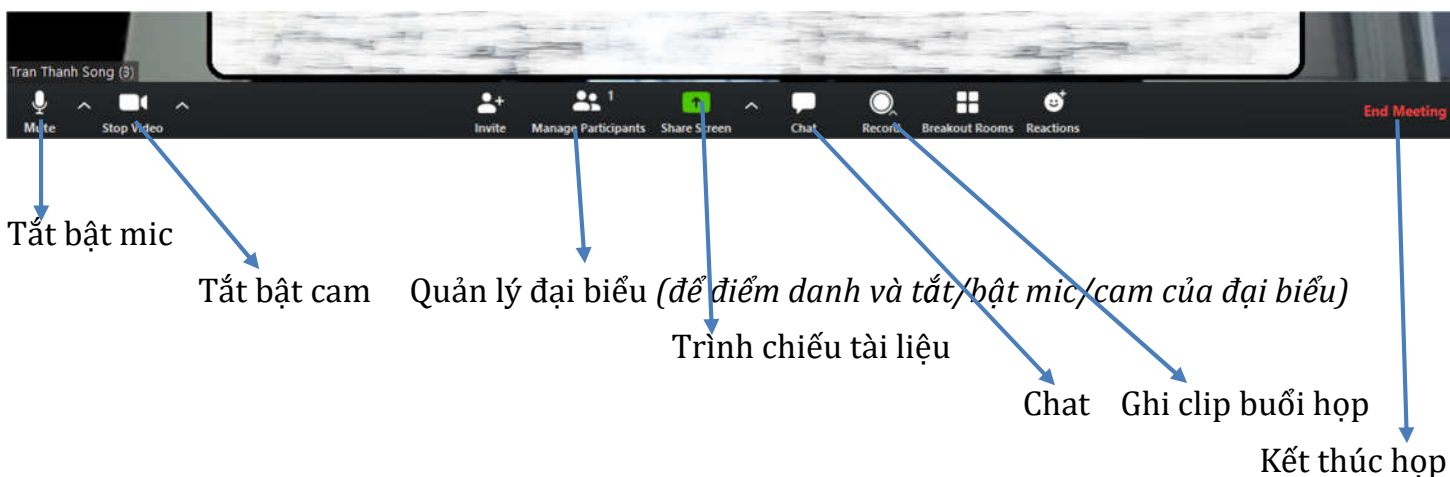 Tran Thanh Song (3)
1
Mute Stop Video Invite Manage Participants Share Screen Chat Record Breakout Rooms Reactions End Meeting
Tắt bật mic
Tắt bật cam Quản lý đại biểu (để điểm danh và tắt/bật mic/cam của đại biểu)
Trình chiếu tài liệu
Chat Ghi clip buổi họp
Kết thúc họp